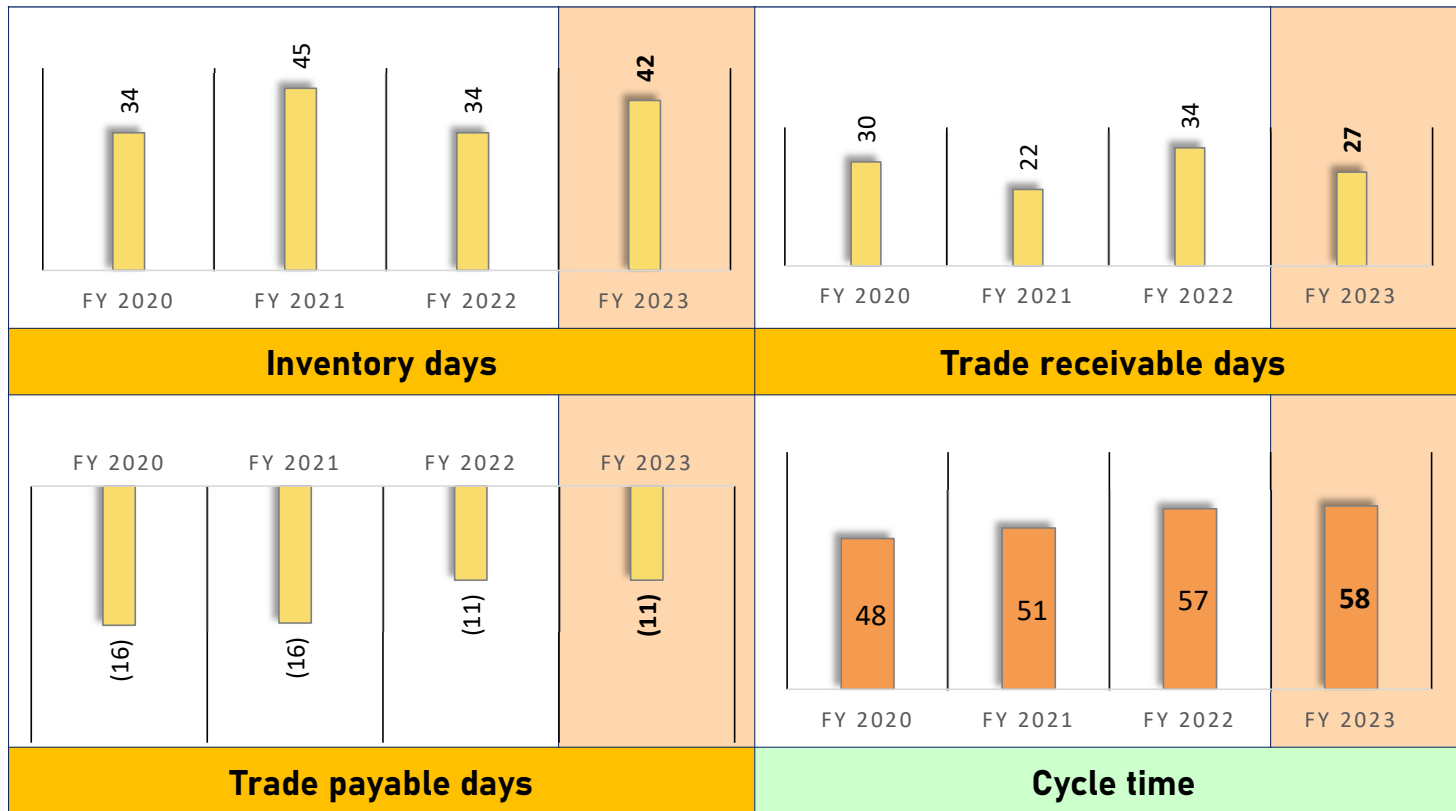 34
45
34
42
FY 2020
FY 2021
FY 2022
FY 2023
Inventory days
30
22
34
27
FY 2020
FY 2021
FY 2022
FY 2023
Trade receivable days
FY 2020
FY 2021
FY 2022
FY 2023
(16)
(16)
(11)
(11)
Trade payable days
48
51
57
58
FY 2020
FY 2021
FY 2022
FY 2023
Cycle time